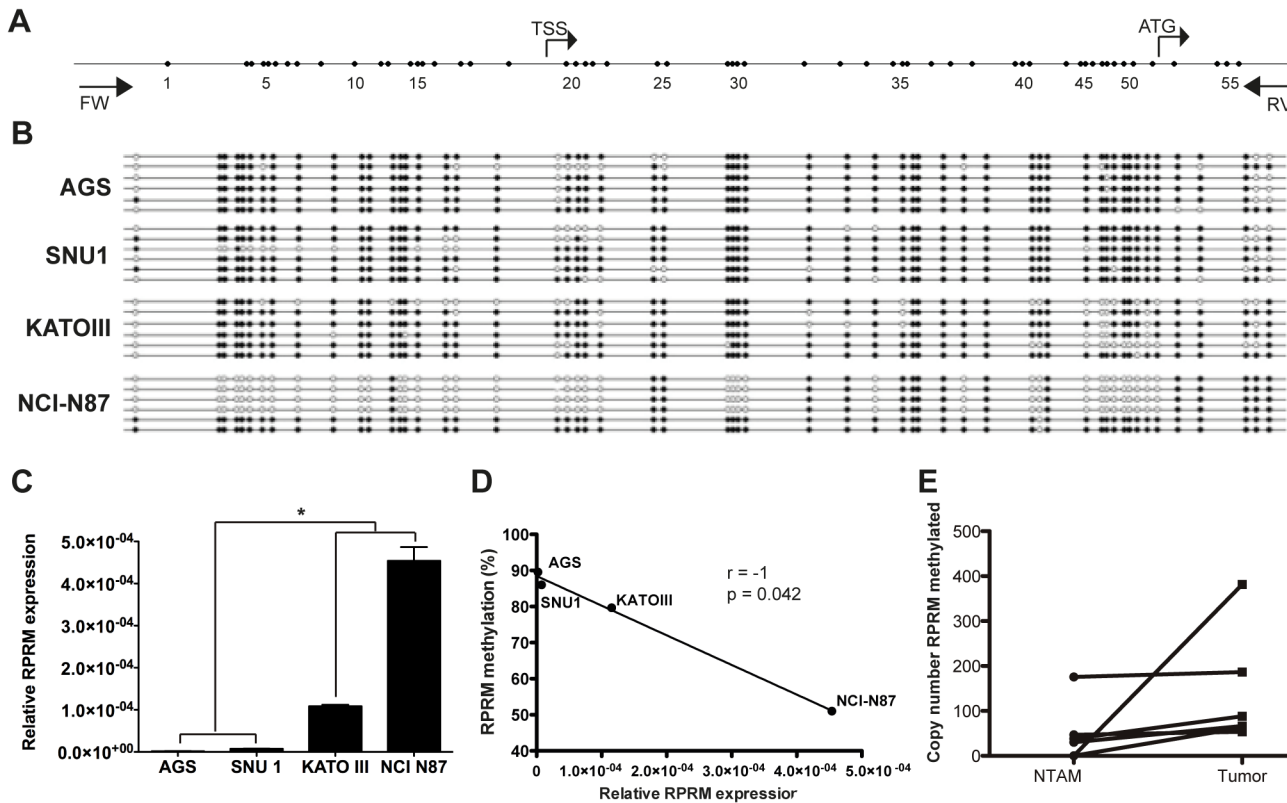 A
TSS
ATG
1 5 10 15 20 25 30 35 40 45 50 55
FW
RV
B
AGS
SNU1
KATOIII
NCI-N87
C
Relative RPRM expression
5.0×10⁻⁰⁴
4.0×10⁻⁰⁴
3.0×10⁻⁰⁴
2.0×10⁻⁰⁴
1.0×10⁻⁰⁴
0.0×10⁺⁰⁰
*
AGS SNU 1 KATO III NCI N87
D
RPRM methylation (%)
100
90
80
70
60
50
40
AGS
SNU1
KATOIII
NCI-N87
r = -1
p = 0.042
0 1.0×10⁻⁰⁴ 2.0×10⁻⁰⁴ 3.0×10⁻⁰⁴ 4.0×10⁻⁰⁴ 5.0×10⁻⁰⁴
Relative RPRM expressior
E
Copy number RPRM methylated
500
400
300
200
100
0
NTAM Tumor